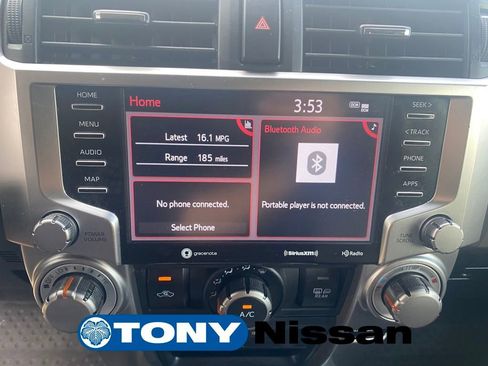 HOME
MENU
AUDIO
MAP
POWER
VOLUME
Home
3:53
Latest 16.1 MPG
Range 185 miles
No phone connected.
Select Phone
Bluetooth Audio
Portable player is not connected.
gracenote
SiriusXM
HD Radio
SEEK >
< TRACK
PHONE
APPS
TUNE
SCROLL
A/C
REAR
TONY Nissan